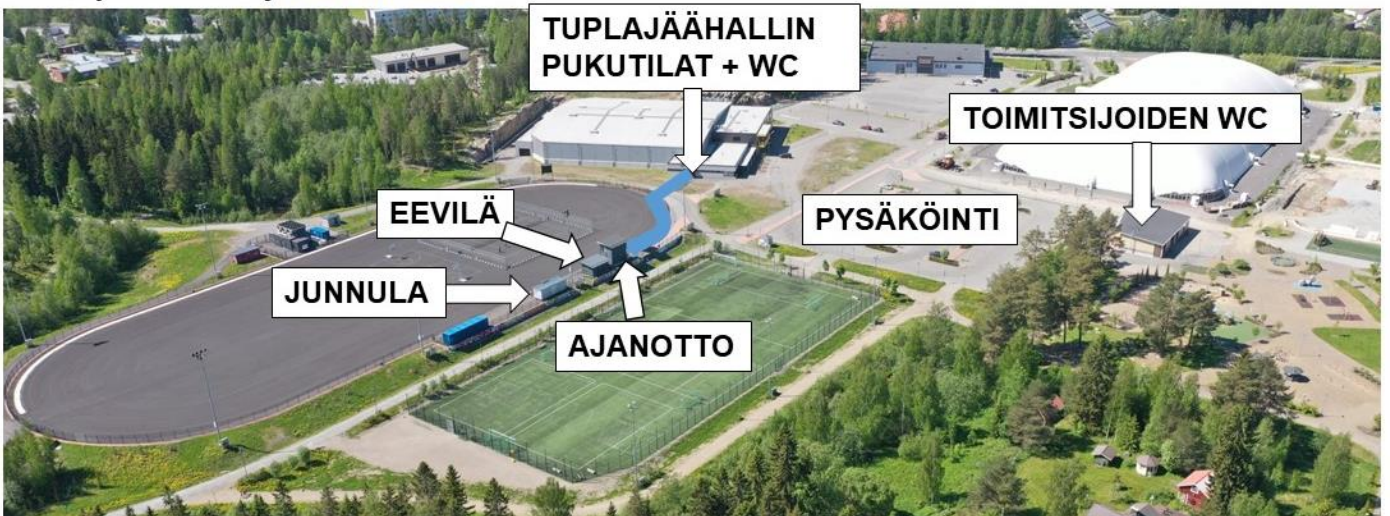 TUPLAJÄÄHALLIN
PUKUTILAT + WC
TOIMITSIJOIDEN WC
EEVILÄ
PYSÄKÖINTI
JUNNULA
AJANOTTO